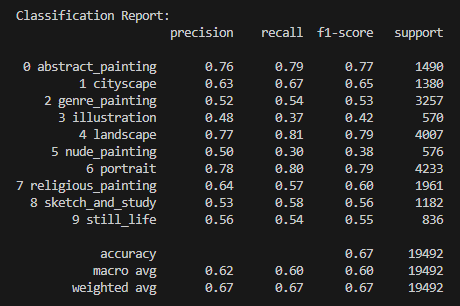 Classification Report:
precision recall f1-score support
0 abstract_painting 0.76 0.79 0.77 1490
1 cityscape 0.63 0.67 0.65 1380
2 genre_painting 0.52 0.54 0.53 3257
3 illustration 0.48 0.37 0.42 570
4 landscape 0.77 0.81 0.79 4007
5 nude_painting 0.50 0.30 0.38 576
6 portrait 0.78 0.80 0.79 4233
7 religious_painting 0.64 0.57 0.60 1961
8 sketch_and_study 0.53 0.58 0.56 1182
9 still_life 0.56 0.54 0.55 836
accuracy 0.67 19492
macro avg 0.62 0.60 0.60 19492
weighted avg 0.67 0.67 0.67 19492